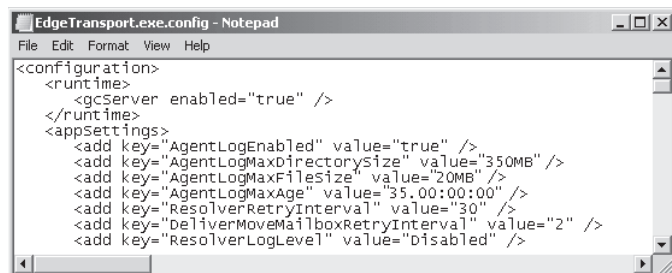 EdgeTransport.exe.config - Notepad
File Edit Format View Help
<configuration>
<runtime>
<gcServer enabled="true" />
</runtime>
<appSettings>
<add key="AgentLogEnabled" value="true" />
<add key="AgentLogMaxDirectorySize" value="350MB" />
<add key="AgentLogMaxFileSize" value="20MB" />
<add key="AgentLogMaxAge" value="35.00:00:00" />
<add key="ResolverRetryInterval" value="30" />
<add key="DeliverMoveMailboxRetryInterval" value="2" />
<add key="ResolverLogLevel" value="Disabled" />